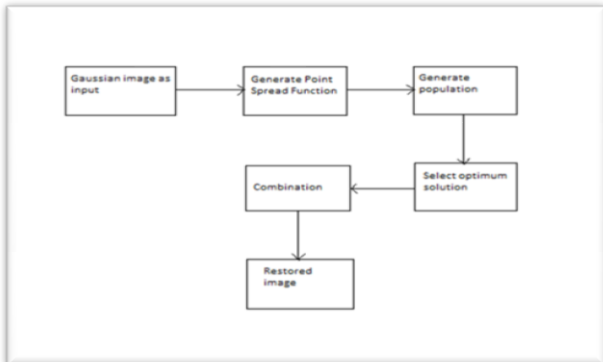 Gaussian image as
input
Generate Point
Spread Function
Generate
population
Select optimum
solution
Combination
Restored
image